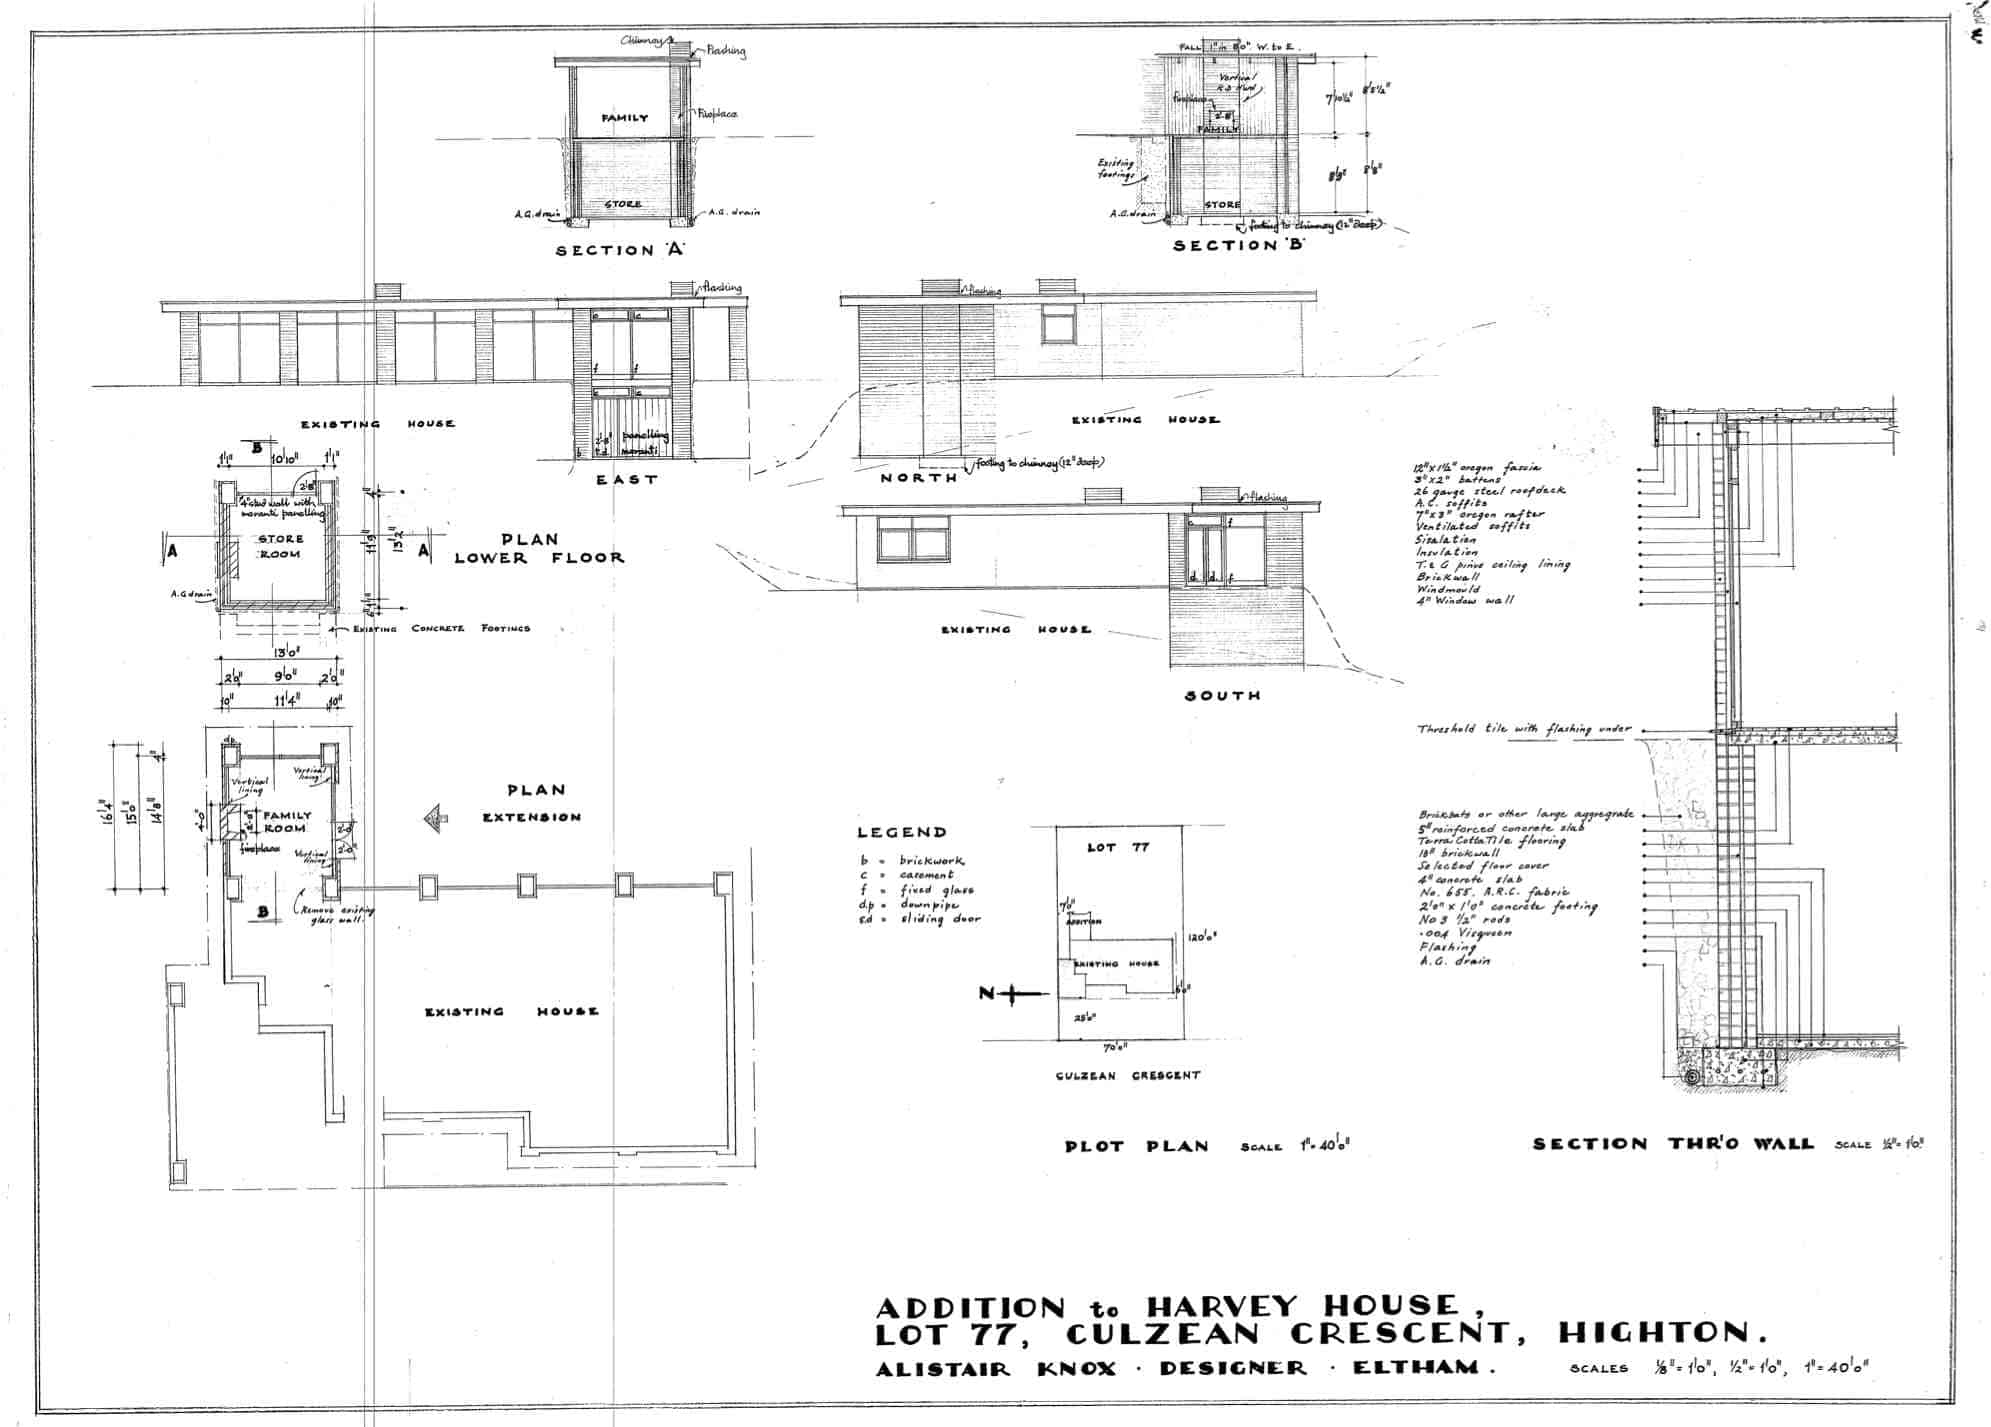 Chimney
Flashing
FAMILY
Fireplace
STORE
A.G. drain
A.G. drain
SECTION 'A'
FALL 1" in 8'0". W. to E.
Vertical
fireplace
2'-8"
FAMILY
7'10½"
8'5½"
Existing
footings
8'8"
STORE
A.G. drain
footing to chimney (12" deep)
SECTION 'B'
flashing
c
c
f
f
c
c
panelling
meranti
b
EXISTING HOUSE
EAST
flashing
EXISTING HOUSE
footing to chimney (12" deep)
NORTH
flashing
c
f
d
d
f
EXISTING HOUSE
SOUTH
B
1'1"
10'10"
1'1"
2'8"
4" stud wall with
meranti panelling
STORE
ROOM
A
A
4"
11'9"
13'2"
A.G drain
EXISTING CONCRETE FOOTINGS
PLAN
LOWER FLOOR
13'0"
2'0"
9'0"
2'0"
10"
11'4"
10"
dp
16'4"
15'0"
14'8"
4"
Vertical
lining
Vertical
lining
4'-0"
FAMILY
ROOM
fireplace
2'-0"
2'-0"
Vertical
lining
B
Remove existing
glass wall.
PLAN
EXTENSION
EXISTING HOUSE
LEGEND
b = brickwork
c = casement
f = fixed glass
d.p = downpipe
s.d = sliding door
LOT 77
7'0"
ADDITION
120'0"
EXISTING HOUSE
N
25'0"
70'0"
CULZEAN CRESCENT
PLOT PLAN SCALE 1"=40'0"
12"x1½" oregon fascia
3"x2" battens
26 gauge steel roofdeck
A.C. soffits
7"x3" oregon rafter
Ventilated soffits
Sisalation
Insulation
T.&G pinus ceiling lining
Brickwall
Windmould
4" Window wall
Threshold tile with flashing under
Brickbats or other large aggregrate
5" reinforced concrete slab
Terra Cotta Tile flooring
18" brickwall
Selected floor cover
4" concrete slab
No. 655. A.R.C. fabric
2'0" x 1'0" concrete footing
No 3 ½" rods
.004 Visqueen
Flashing
A.G. drain
SECTION THR'O WALL SCALE ½"=1'0"
ADDITION to HARVEY HOUSE,
LOT 77, CULZEAN CRESCENT, HIGHTON.
ALISTAIR KNOX · DESIGNER · ELTHAM.
SCALES ⅛"=1'0", ½"=1'0", 1"=40'0"